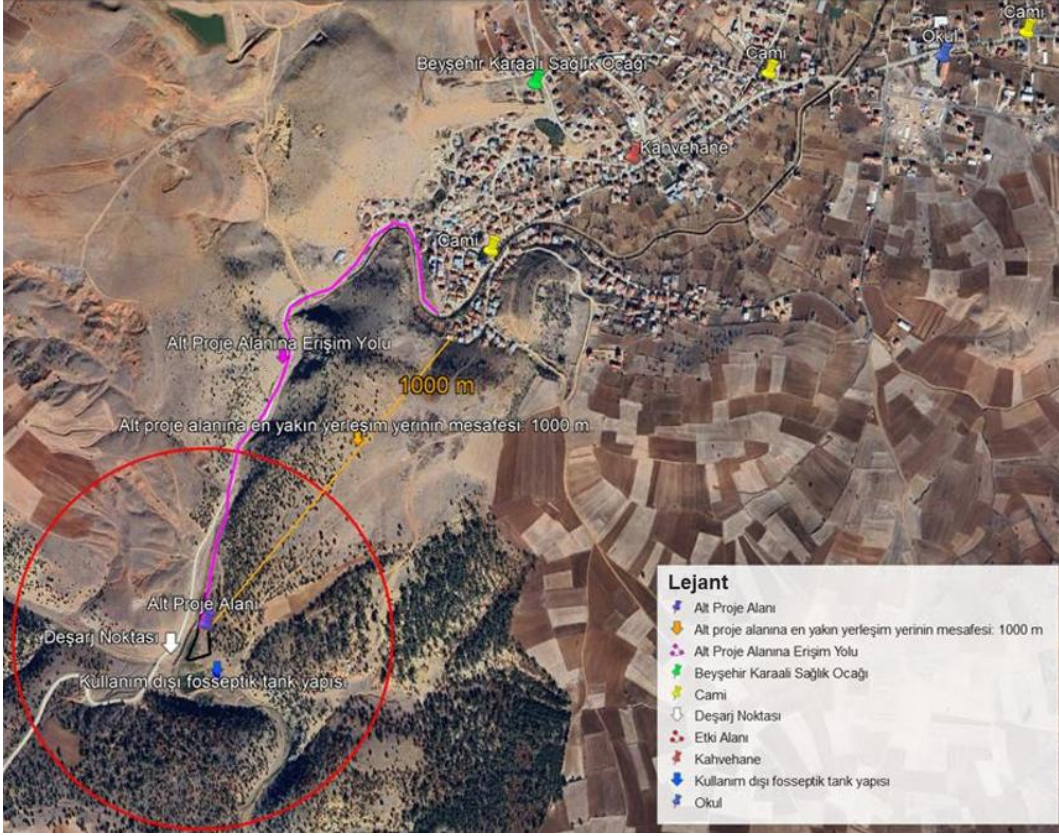 Cami
Okul
Cami
Beyşehir Karaali Sağlık Ocağı
Kahvehane
Cami
Alt Proje Alanına Erişim Yolu
1000 m
Alt proje alanına en yakın yerleşim yerinin mesafesi: 1000 m
Alt Proje Alanı
Deşarj Noktası
Kullanım dışı fosseptik tank yapısı
Lejant
Alt Proje Alanı
Alt proje alanına en yakın yerleşim yerinin mesafesi: 1000 m
Alt Proje Alanına Erişim Yolu
Beyşehir Karaali Sağlık Ocağı
Cami
Deşarj Noktası
Etki Alanı
Kahvehane
Kullanım dışı fosseptik tank yapısı
Okul